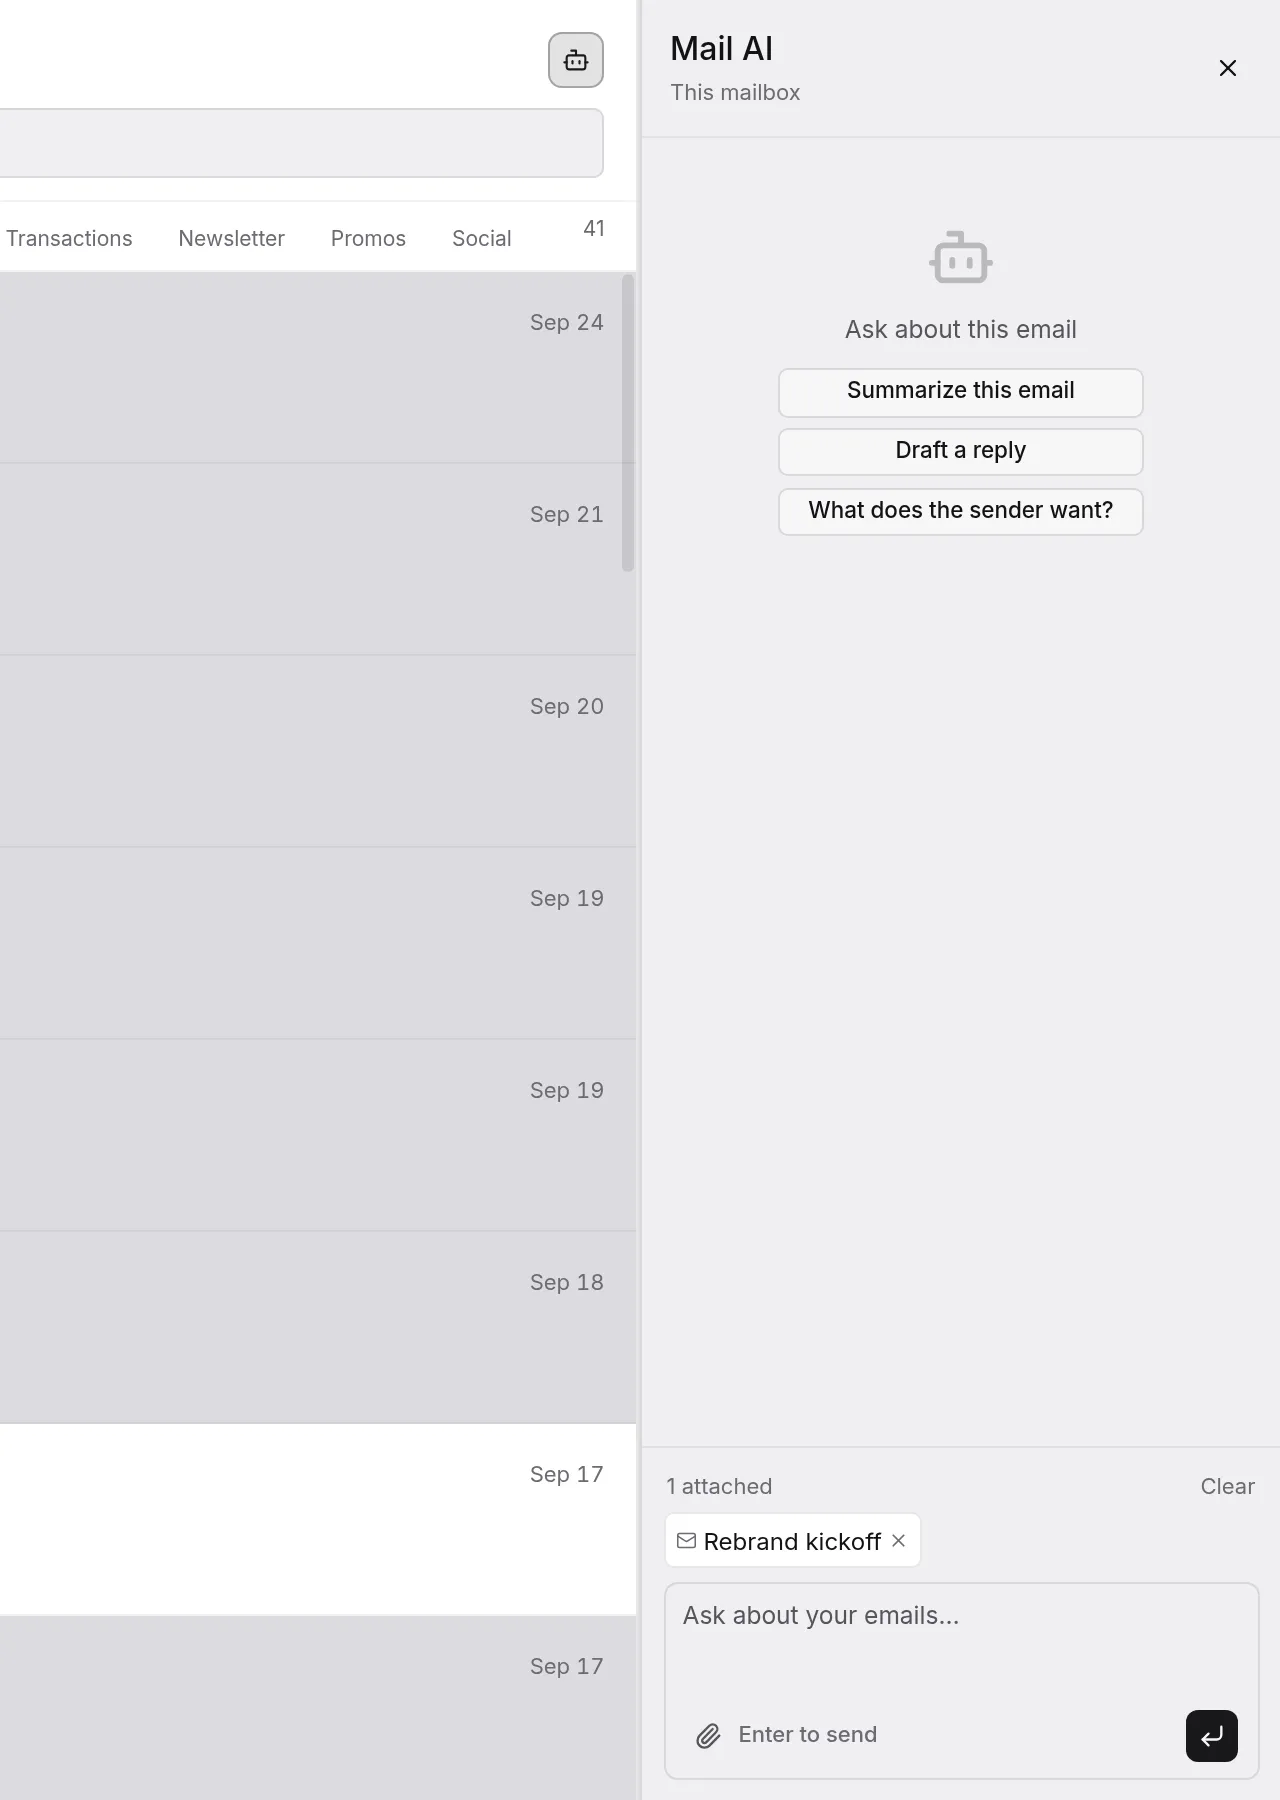 Transactions Newsletter Promos Social 41
Sep 24
Sep 21
Sep 20
Sep 19
Sep 19
Sep 18
Sep 17
Sep 17
Mail AI
This mailbox
Ask about this email
Summarize this email
Draft a reply
What does the sender want?
1 attached Clear
Rebrand kickoff
Ask about your emails...
Enter to send